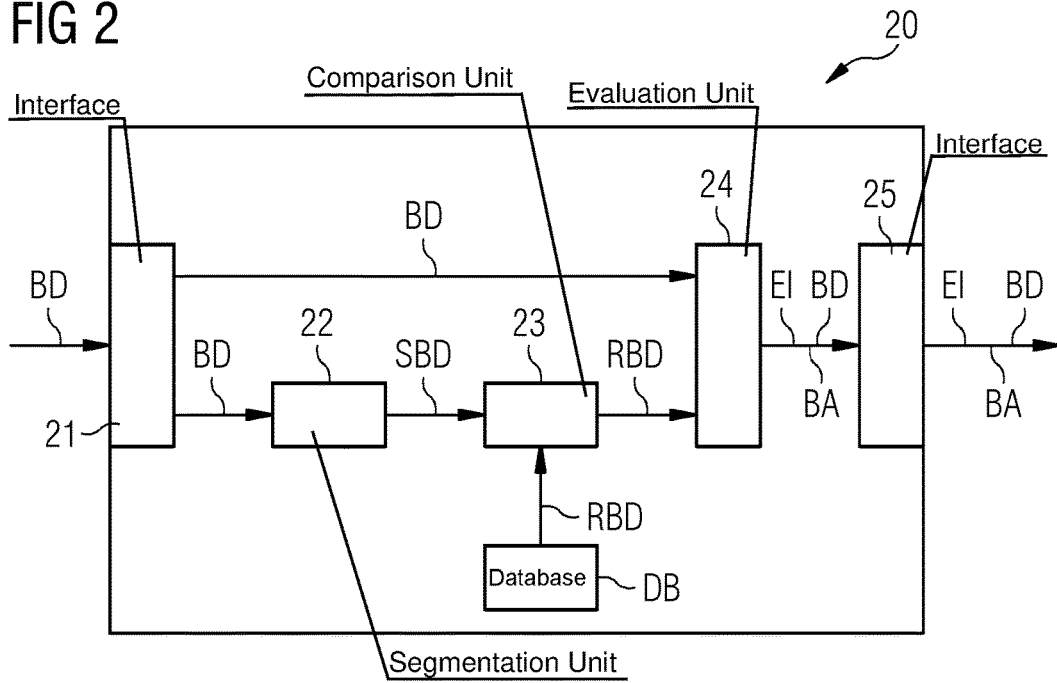 FIG 2
20
Comparison Unit
Interface
Evaluation Unit
Interface
24
25
BD
BD
EI BD
EI BD
22
23
BD
SBD
RBD
BA
BA
21
RBD
Database
DB
Segmentation Unit